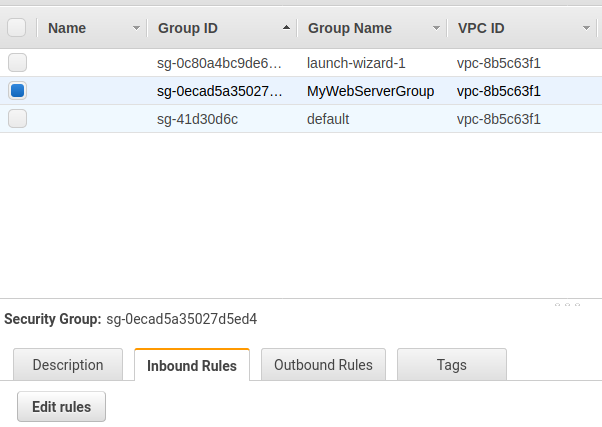 Name Group ID Group Name VPC ID
sg-0c80a4bc9de6... launch-wizard-1 vpc-8b5c63f1
sg-0ecad5a35027... MyWebServerGroup vpc-8b5c63f1
sg-41d30d6c default vpc-8b5c63f1
Security Group: sg-0ecad5a35027d5ed4
Description Inbound Rules Outbound Rules Tags
Edit rules